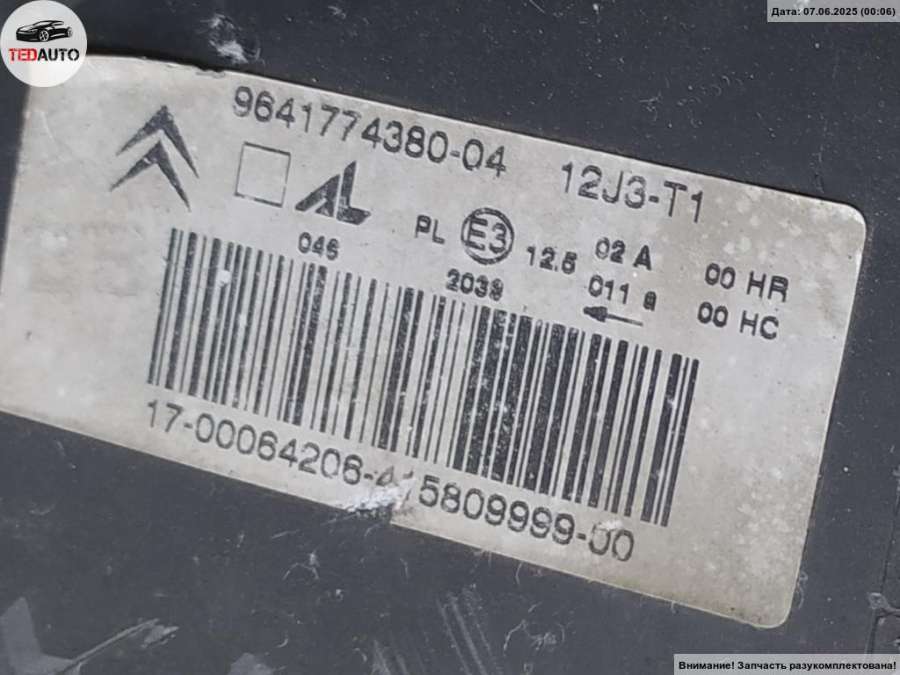 Дата: 07.06.2025 (00:06)
TEDAUTO
9641774380-04 12J3-T1
AL
PL E3 12.5 02 A 00 HR
046 2038 011 a 00 HC
17-00064206-415809999-00
Внимание! Запчасть разукомплектована!